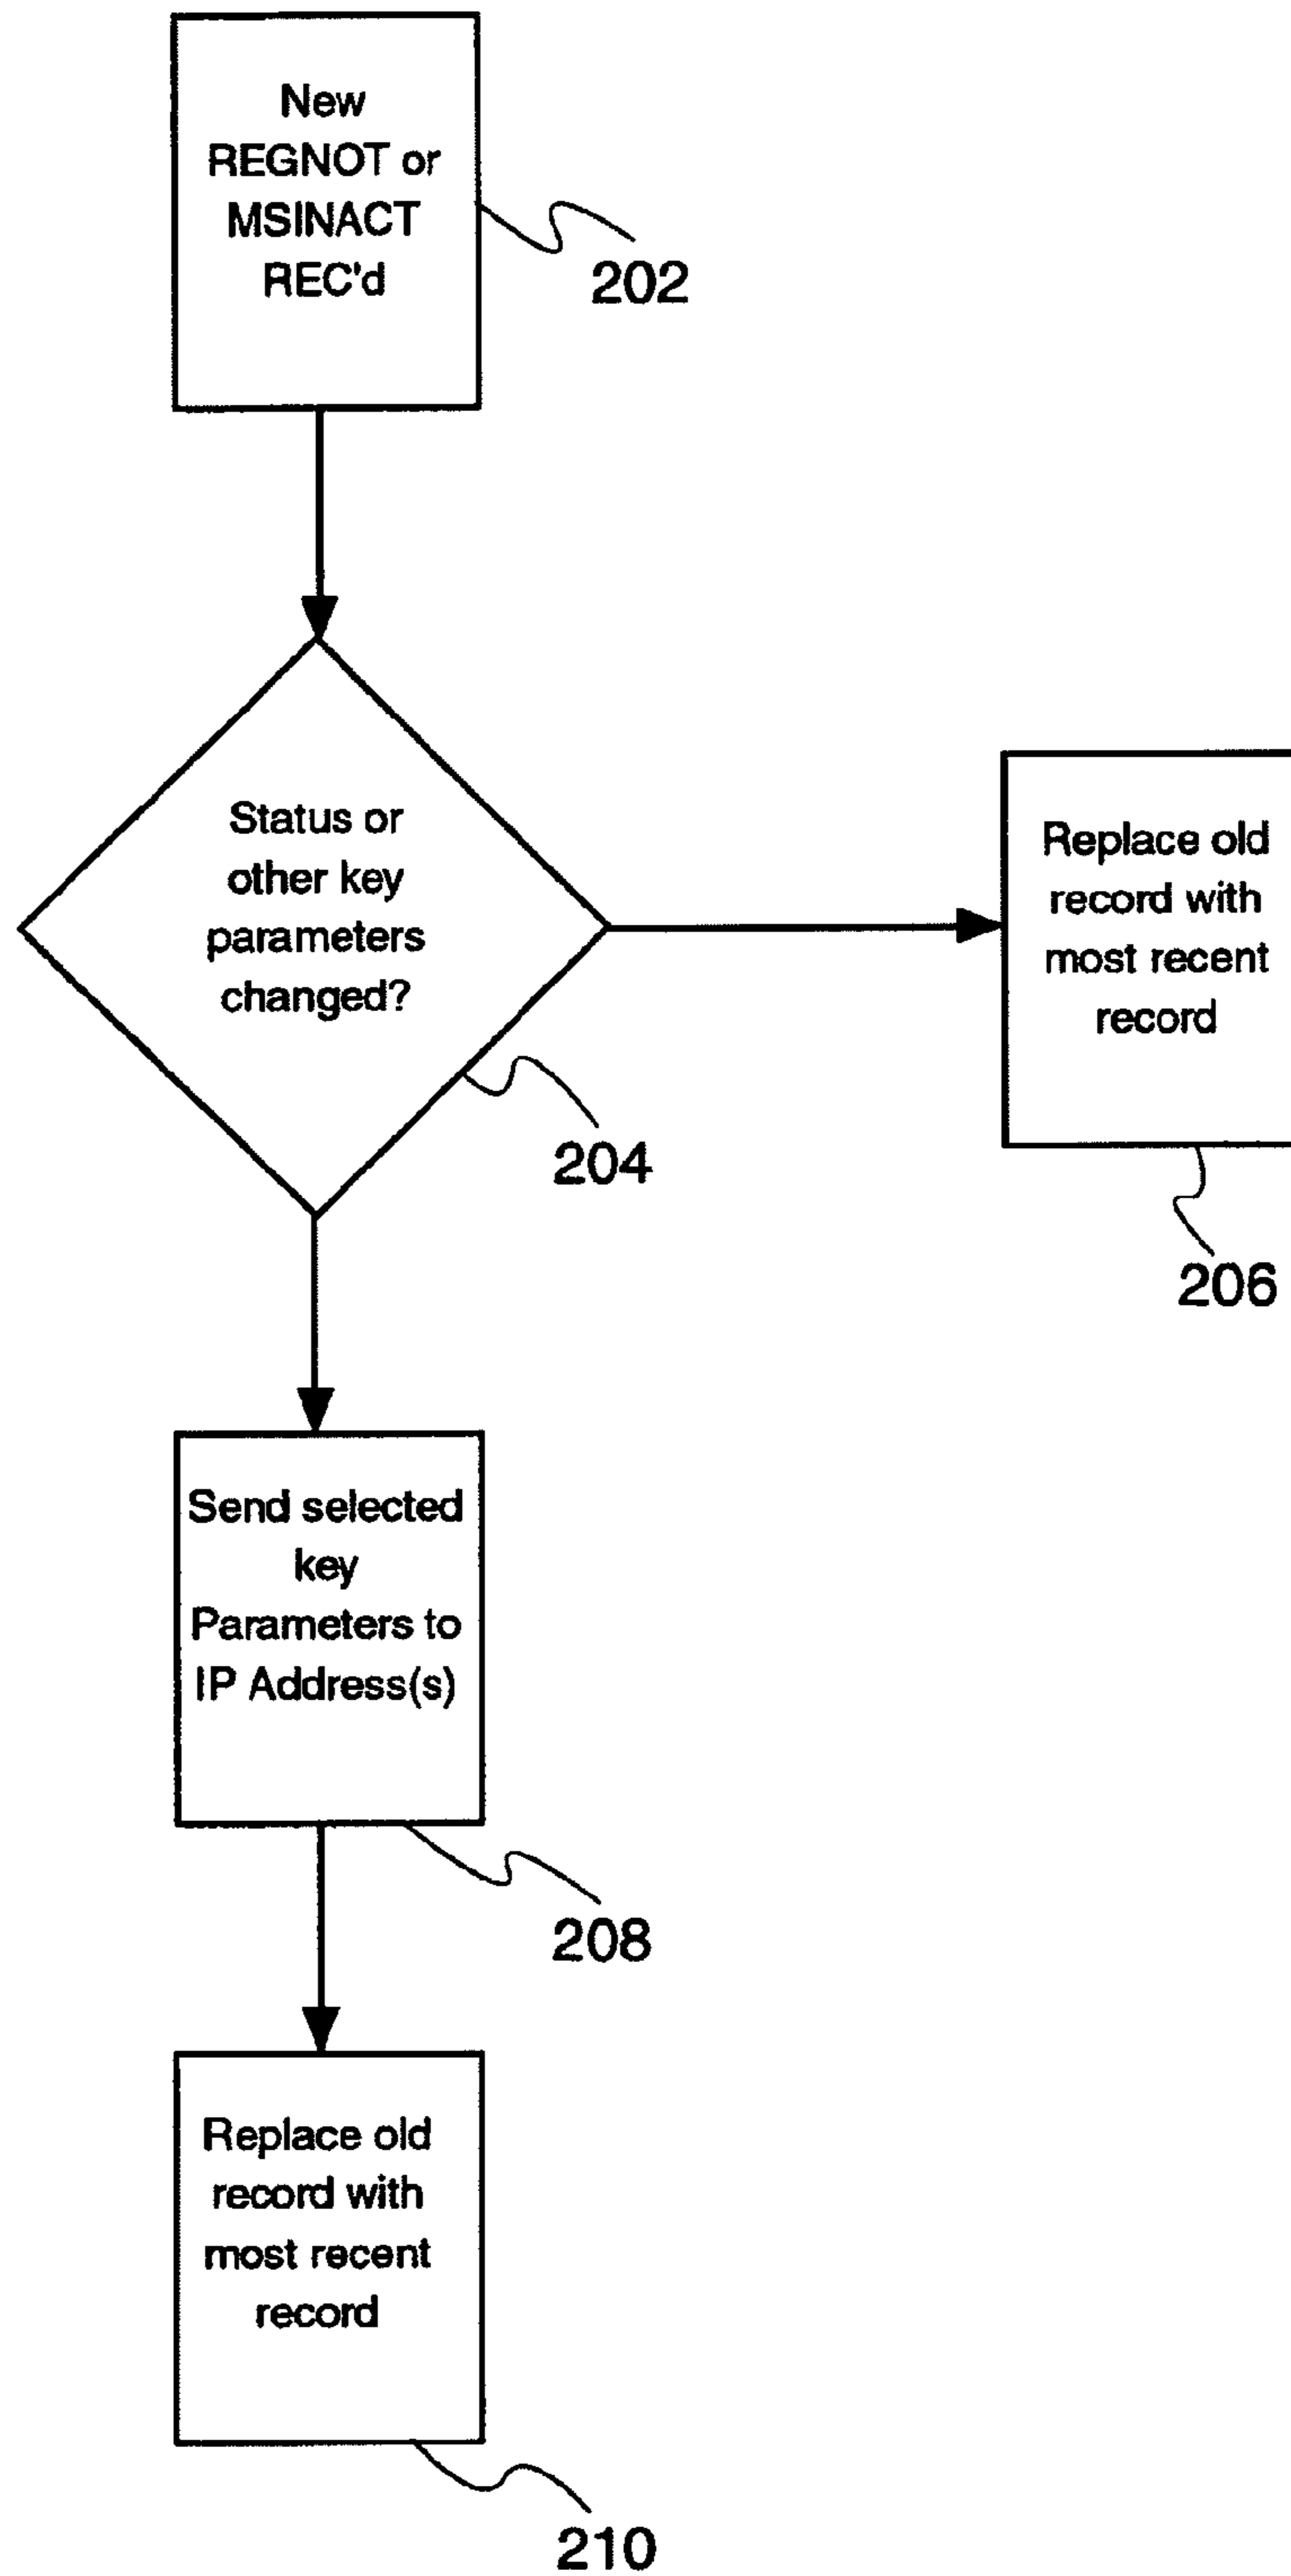 New
REGNOT or
MSINACT
REC'd
202
Status or
other key
parameters
changed?
204
Replace old
record with
most recent
record
206
Send selected
key
Parameters to
IP Address(s)
208
Replace old
record with
most recent
record
210